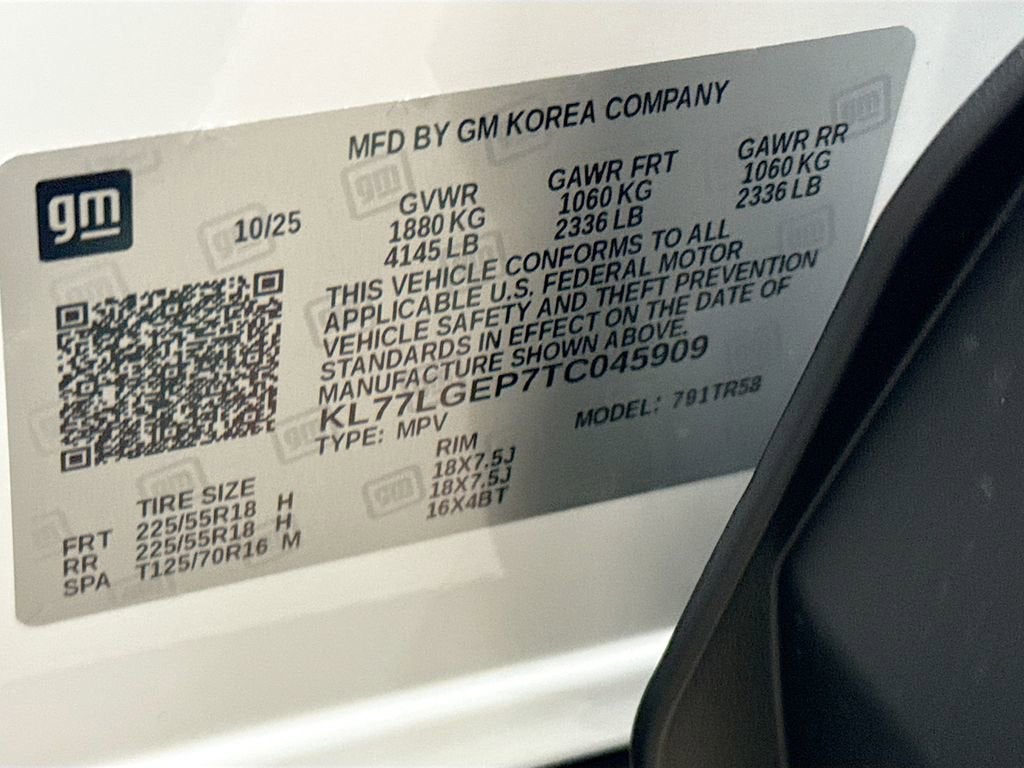 MFD BY GM KOREA COMPANY
gm
10/25
GVWR GAWR FRT GAWR RR
1880 KG 1060 KG 1060 KG
4145 LB 2336 LB 2336 LB
THIS VEHICLE CONFORMS TO ALL
APPLICABLE U.S. FEDERAL MOTOR
VEHICLE SAFETY AND THEFT PREVENTION
STANDARDS IN EFFECT ON THE DATE OF
MANUFACTURE SHOWN ABOVE.
KL77LGEP7TC045909
TYPE: MPV MODEL: 791TR58
TIRE SIZE RIM
FRT 225/55R18 H 18X7.5J
RR 225/55R18 H 18X7.5J
SPA T125/70R16 M 16X4BT